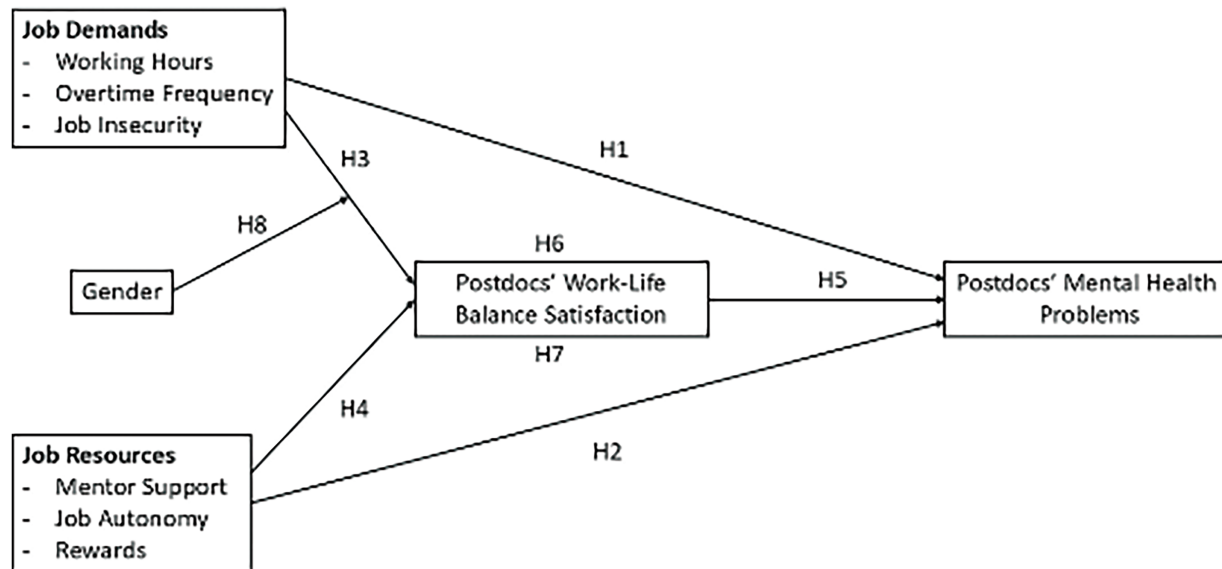 Job Demands
- Working Hours
- Overtime Frequency
- Job Insecurity
H1
H3
H8
H6
Gender
Postdocs' Work-Life
Balance Satisfaction
H5
Postdocs' Mental Health
Problems
H7
H4
H2
Job Resources
- Mentor Support
- Job Autonomy
- Rewards